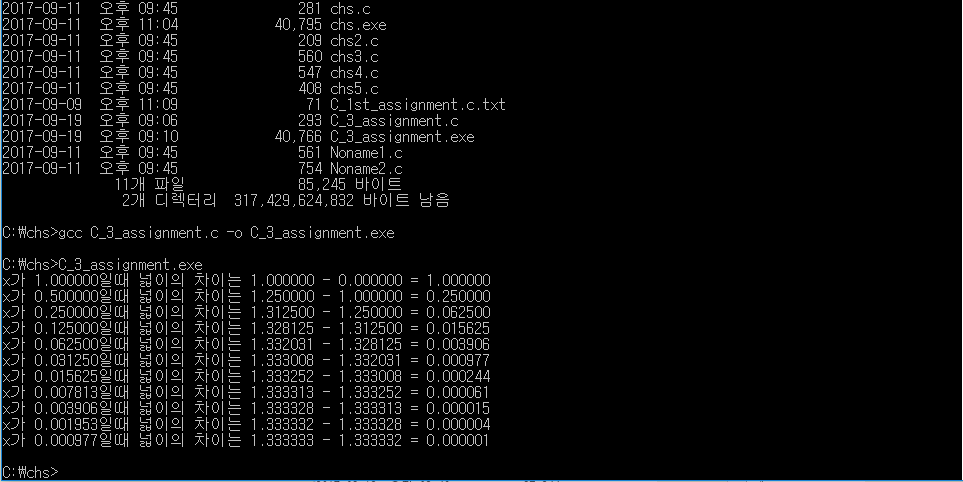 2017-09-11 오후 09:45 281 chs.c
2017-09-11 오후 11:04 40,795 chs.exe
2017-09-11 오후 09:45 209 chs2.c
2017-09-11 오후 09:45 560 chs3.c
2017-09-11 오후 09:45 547 chs4.c
2017-09-11 오후 09:45 408 chs5.c
2017-09-09 오후 11:09 71 C_1st_assignment.c.txt
2017-09-19 오후 09:06 293 C_3_assignment.c
2017-09-19 오후 09:10 40,766 C_3_assignment.exe
2017-09-11 오후 09:45 561 Noname1.c
2017-09-11 오후 09:45 754 Noname2.c
11개 파일 85,245 바이트
2개 디렉터리 317,429,624,832 바이트 남음
C:₩chs>gcc C_3_assignment.c -o C_3_assignment.exe
C:₩chs>C_3_assignment.exe
x가 1.000000일때 넓이의 차이는 1.000000 - 0.000000 = 1.000000
x가 0.500000일때 넓이의 차이는 1.250000 - 1.000000 = 0.250000
x가 0.250000일때 넓이의 차이는 1.312500 - 1.250000 = 0.062500
x가 0.125000일때 넓이의 차이는 1.328125 - 1.312500 = 0.015625
x가 0.062500일때 넓이의 차이는 1.332031 - 1.328125 = 0.003906
x가 0.031250일때 넓이의 차이는 1.333008 - 1.332031 = 0.000977
x가 0.015625일때 넓이의 차이는 1.333252 - 1.333008 = 0.000244
x가 0.007813일때 넓이의 차이는 1.333313 - 1.333252 = 0.000061
x가 0.003906일때 넓이의 차이는 1.333328 - 1.333313 = 0.000015
x가 0.001953일때 넓이의 차이는 1.333332 - 1.333328 = 0.000004
x가 0.000977일때 넓이의 차이는 1.333333 - 1.333332 = 0.000001
C:₩chs>